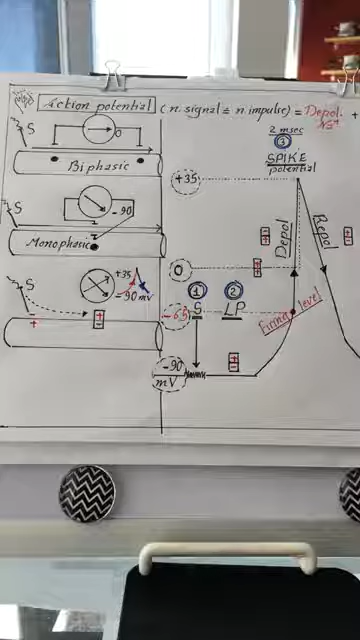 Action potential (n. signal = n. impulse) = Depol. +
Na+
S
O
Biphasic
S
-90
Monophasic
S
+35
-90 mV
+
+
-
2 msec
3
SPIKE
potential
+35
Depol
Repol
+
-
+
-
+
-
0
1
2
S
LP
-65
Firing level
+
-
-90
mV